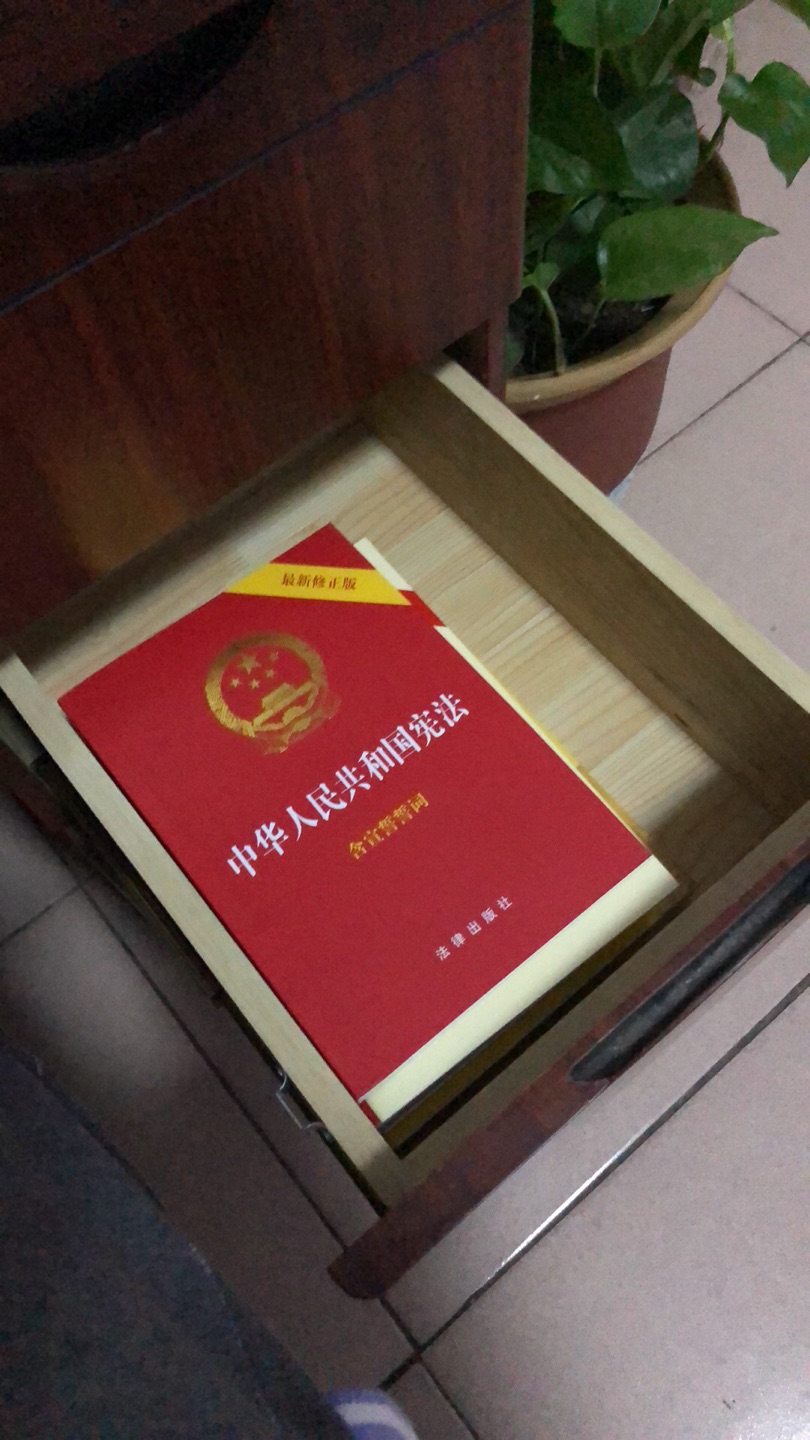 最新修正版
中华人民共和国宪法
含宣誓誓词
法律出版社